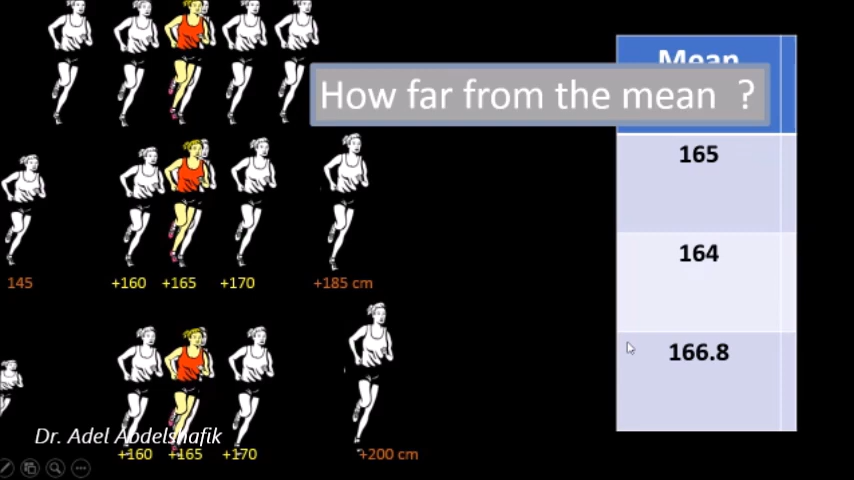 Mean
How far from the mean ?
165
145
+160
+165
+170
+185 cm
164
166.8
Dr. Adel Abdelshafik
+160
+165
+170
+200 cm